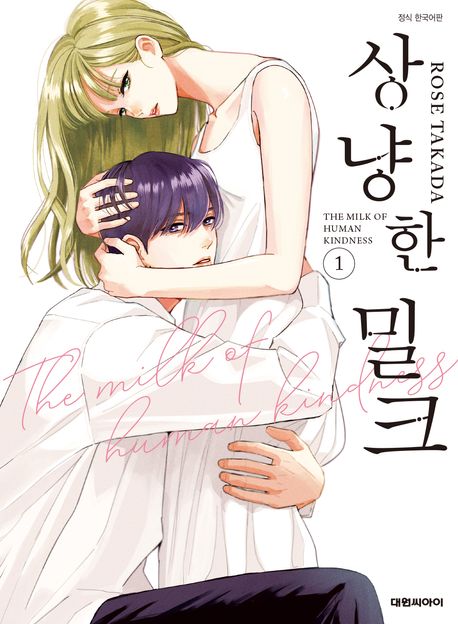 정식 한국어판
상냥한 밀크
ROSE TAKADA
THE MILK OF
HUMAN
KINDNESS
1
The milk of
human kindness
대원씨아이